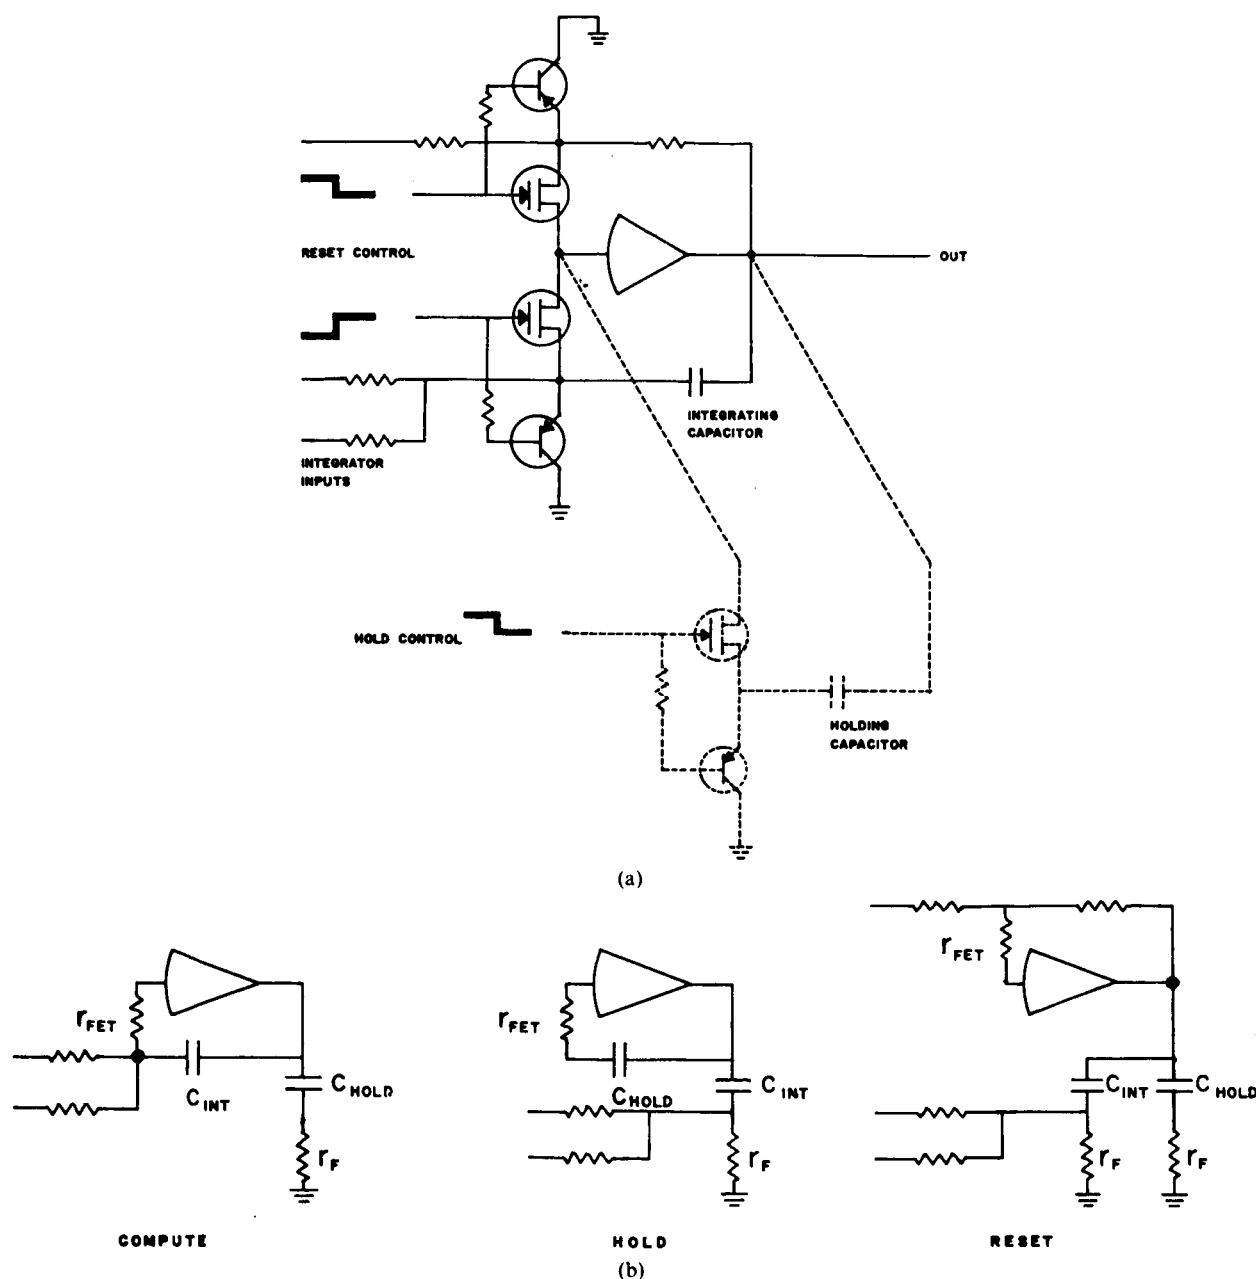 RESET CONTROL
OUT
INTEGRATING
CAPACITOR
INTEGRATOR
INPUTS
HOLD CONTROL
HOLDING
CAPACITOR
(a)
rFET
CINT
CHOLD
rF
COMPUTE
rFET
CHOLD
CINT
rF
HOLD
rFET
CINT
CHOLD
rF
rF
RESET
(b)